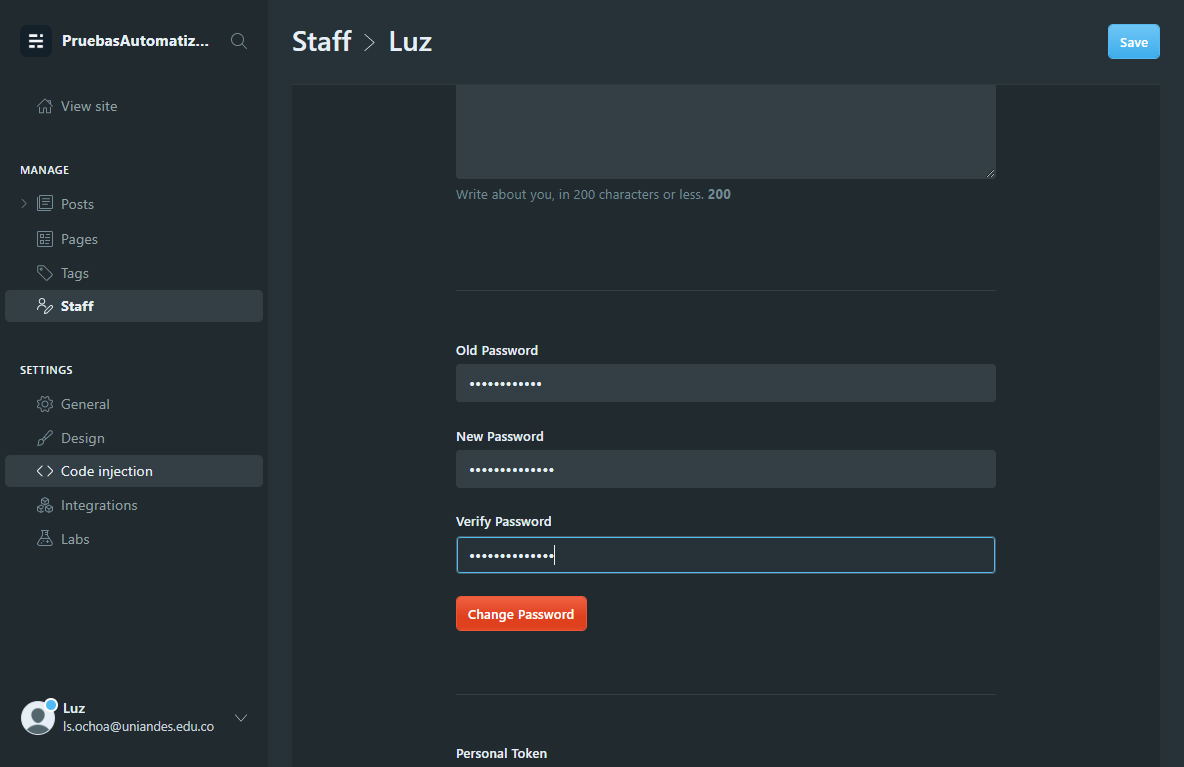 PruebasAutomatiz...
Staff > Luz
Save
View site
MANAGE
Posts
Pages
Tags
Staff
SETTINGS
General
Design
Code injection
Integrations
Labs
Luz
ls.ochoa@uniandes.edu.co
Write about you, in 200 characters or less. 200
Old Password
••••••••••••
New Password
••••••••••••••
Verify Password
••••••••••••••
Change Password
Personal Token